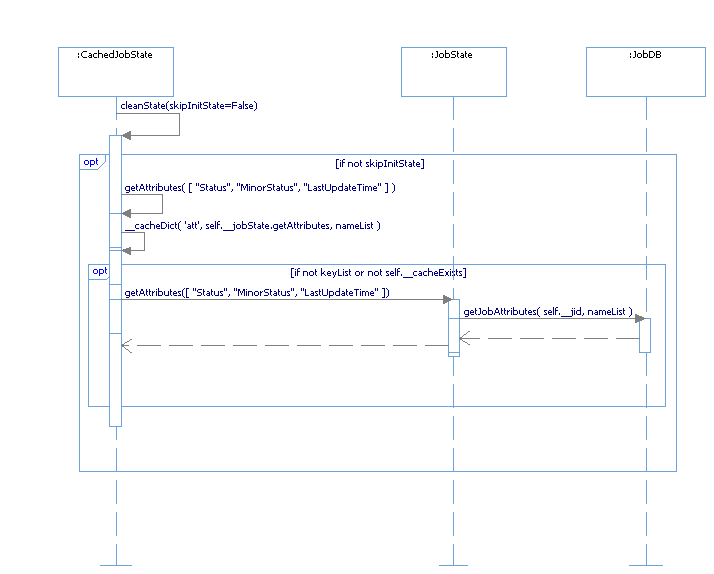 :CachedJobState
:JobState
:JobDB
cleanState(skipInitState=False)
opt
[if not skipInitState]
getAttributes( [ "Status", "MinorStatus", "LastUpdateTime" ] )
__cacheDict( 'att', self.__jobState.getAttributes, nameList )
opt
[if not keyList or not self.__cacheExists]
getAttributes([ "Status", "MinorStatus", "LastUpdateTime" ])
getJobAttributes( self.__jid, nameList )